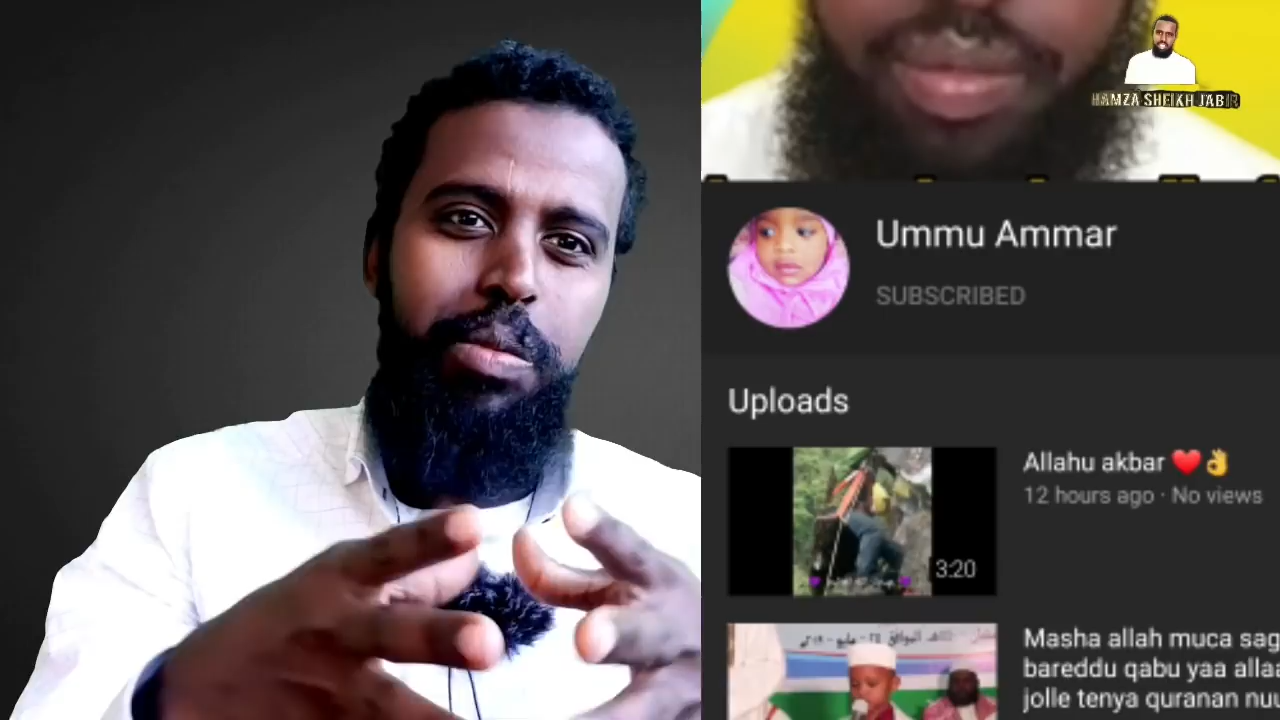 HAMZA SHEIKH JABIR
Ummu Ammar
SUBSCRIBED
Uploads
Allahu akbar ❤️👌
12 hours ago · No views
3:20
Masha allah muca sag
bareddu qabu yaa allaa
jolle tenya quranan nuu